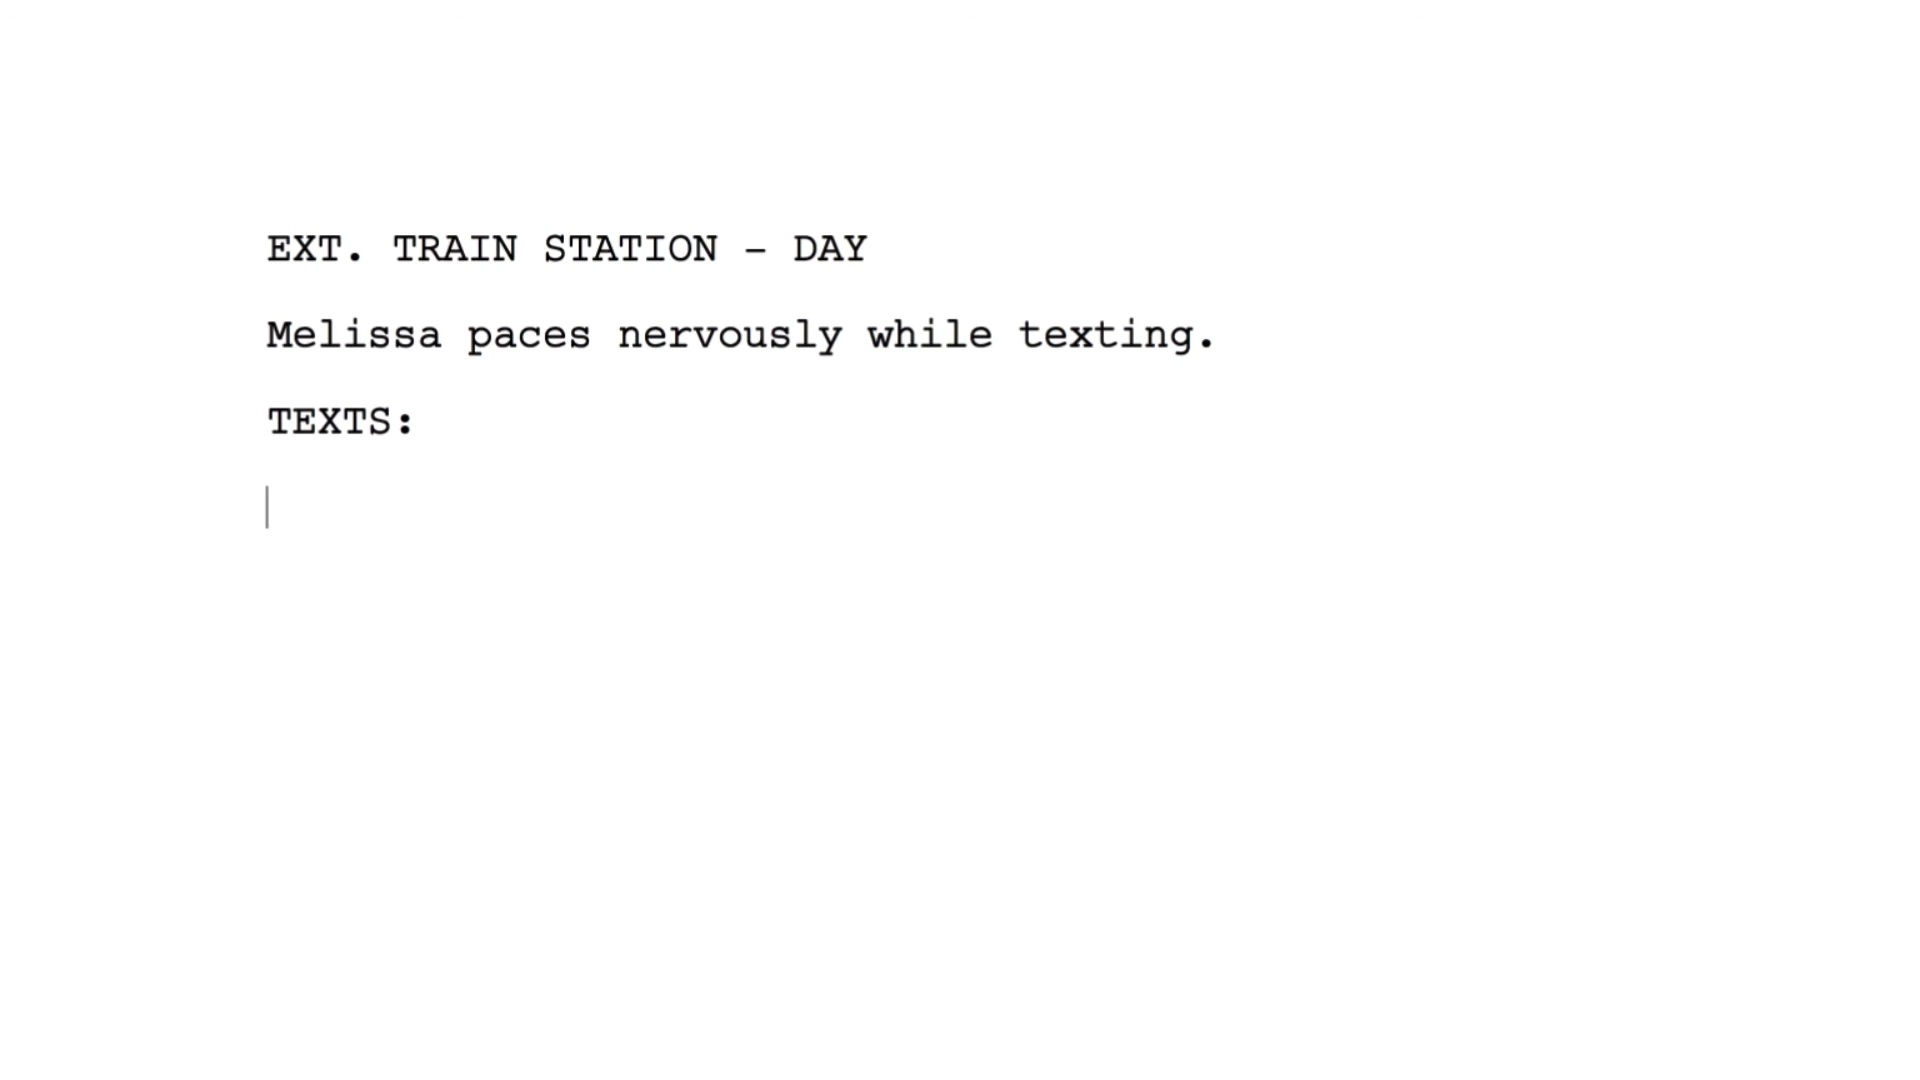 EXT. TRAIN STATION – DAY
Melissa paces nervously while texting.
TEXTS: